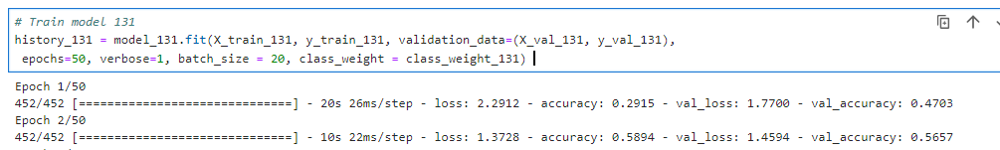 # Train model 131
history_131 = model_131.fit(X_train_131, y_train_131, validation_data=(X_val_131, y_val_131),
 epochs=50, verbose=1, batch_size = 20, class_weight = class_weight_131)
Epoch 1/50
452/452 [==============================] - 20s 26ms/step - loss: 2.2912 - accuracy: 0.2915 - val_loss: 1.7700 - val_accuracy: 0.4703
Epoch 2/50
452/452 [==============================] - 10s 22ms/step - loss: 1.3728 - accuracy: 0.5894 - val_loss: 1.4594 - val_accuracy: 0.5657